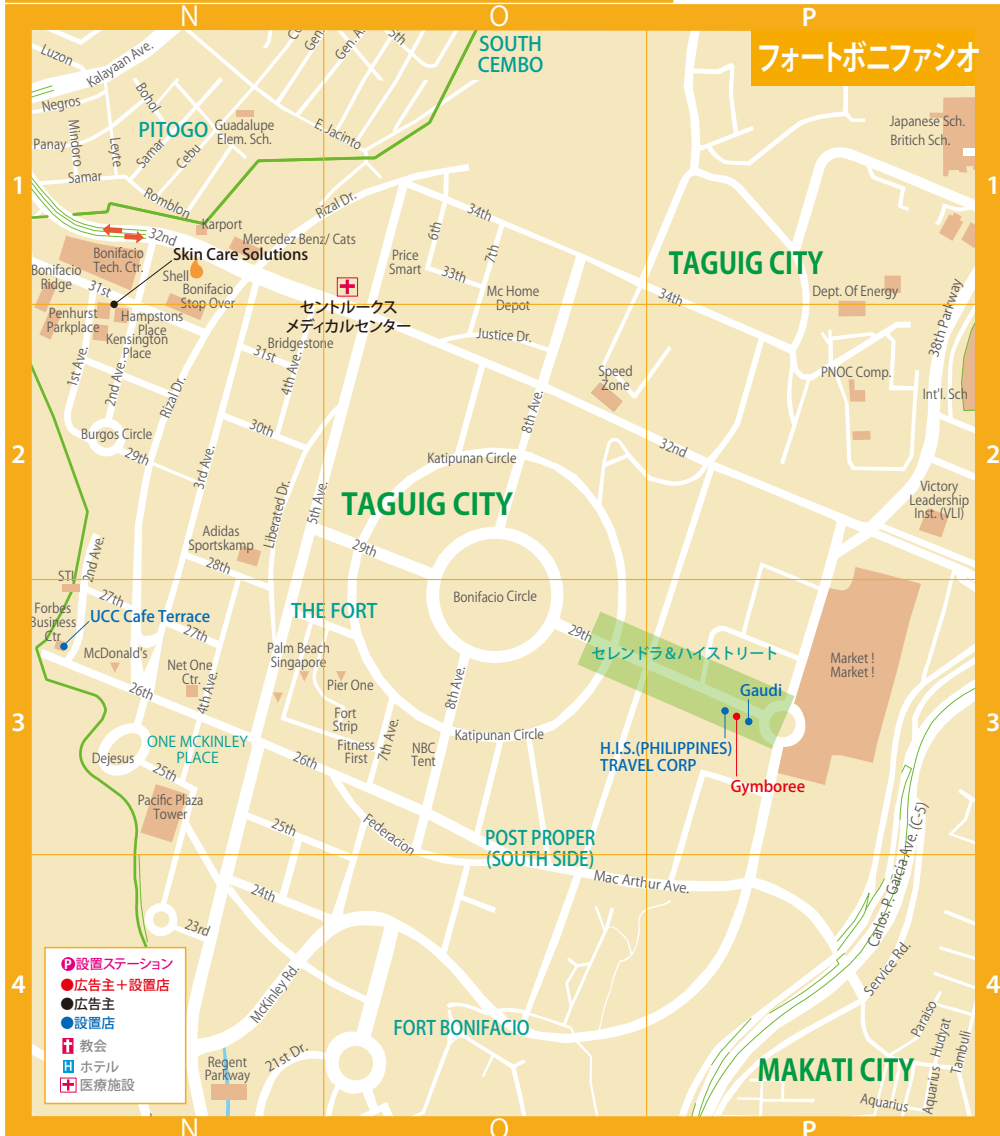 N
O
P
フォートボニファシオ
SOUTH
CEMBO
5th
Luzon
Kalayaan Ave.
Negros
Bohol
PITOGO
Guadalupe
Elem. Sch.
E. Jacinto
Panay
Mindoro
Leyte
Samar
Cebu
Samar
Romblon
Japanese Sch.
Britich Sch.
1
1
Rizal Dr.
Karport
32nd
Mercedez Benz/ Cats
Bonifacio
Tech. Ctr.
Skin Care Solutions
Bonifacio
Ridge
Shell
Bonifacio
Stop Over
31st
Penhurst
Parkplace
Hampstons
Place
Kensington
Place
セントルークス
メディカルセンター
Bridgestone
34th
6th
7th
Price
Smart
33th
Mc Home
Depot
Justice Dr.
TAGUIG CITY
34th
Dept. Of Energy
38th Parkway
PNOC Comp.
Int'l. Sch
Speed
Zone
31st
4th Ave.
1st Ave.
2nd Ave.
Rizal Dr.
8th Ave.
Burgos Circle
30th
29th
2
2
3rd Ave.
Katipunan Circle
32nd
Victory
Leadership
Inst. (VLI)
TAGUIG CITY
5th Ave.
Liberated Dr.
Adidas
Sportskamp
28th
29th
2nd Ave.
STI
27th
Forbes
Business
Ctr
UCC Cafe Terrace
THE FORT
Bonifacio Circle
29th
セレンドラ＆ハイストリート
Market !
Market !
27th
McDonald's
Net One
Ctr.
4th Ave.
Palm Beach
Singapore
Pier One
8th Ave.
Gaudi
26th
Fort
Strip
Fitness
First
7th Ave.
NBC
Tent
Katipunan Circle
H.I.S.(PHILIPPINES)
TRAVEL CORP
Gymboree
3
3
Dejesus
ONE MCKINLEY
PLACE
26th
25th
Pacific Plaza
Tower
25th
Federacion
POST PROPER
(SOUTH SIDE)
Mac Arthur Ave.
Carlos. P. Garcia Ave. (C-5)
24th
23rd
Service Rd.
P設置ステーション
広告主＋設置店
広告主
設置店
教会
H ホテル
医療施設
4
4
McKinley Rd.
FORT BONIFACIO
Regent
Parkway
21st Dr.
MAKATI CITY
Paraiso
Hudyat
Tambuli
Aquarius
Aquarius
N
O
P